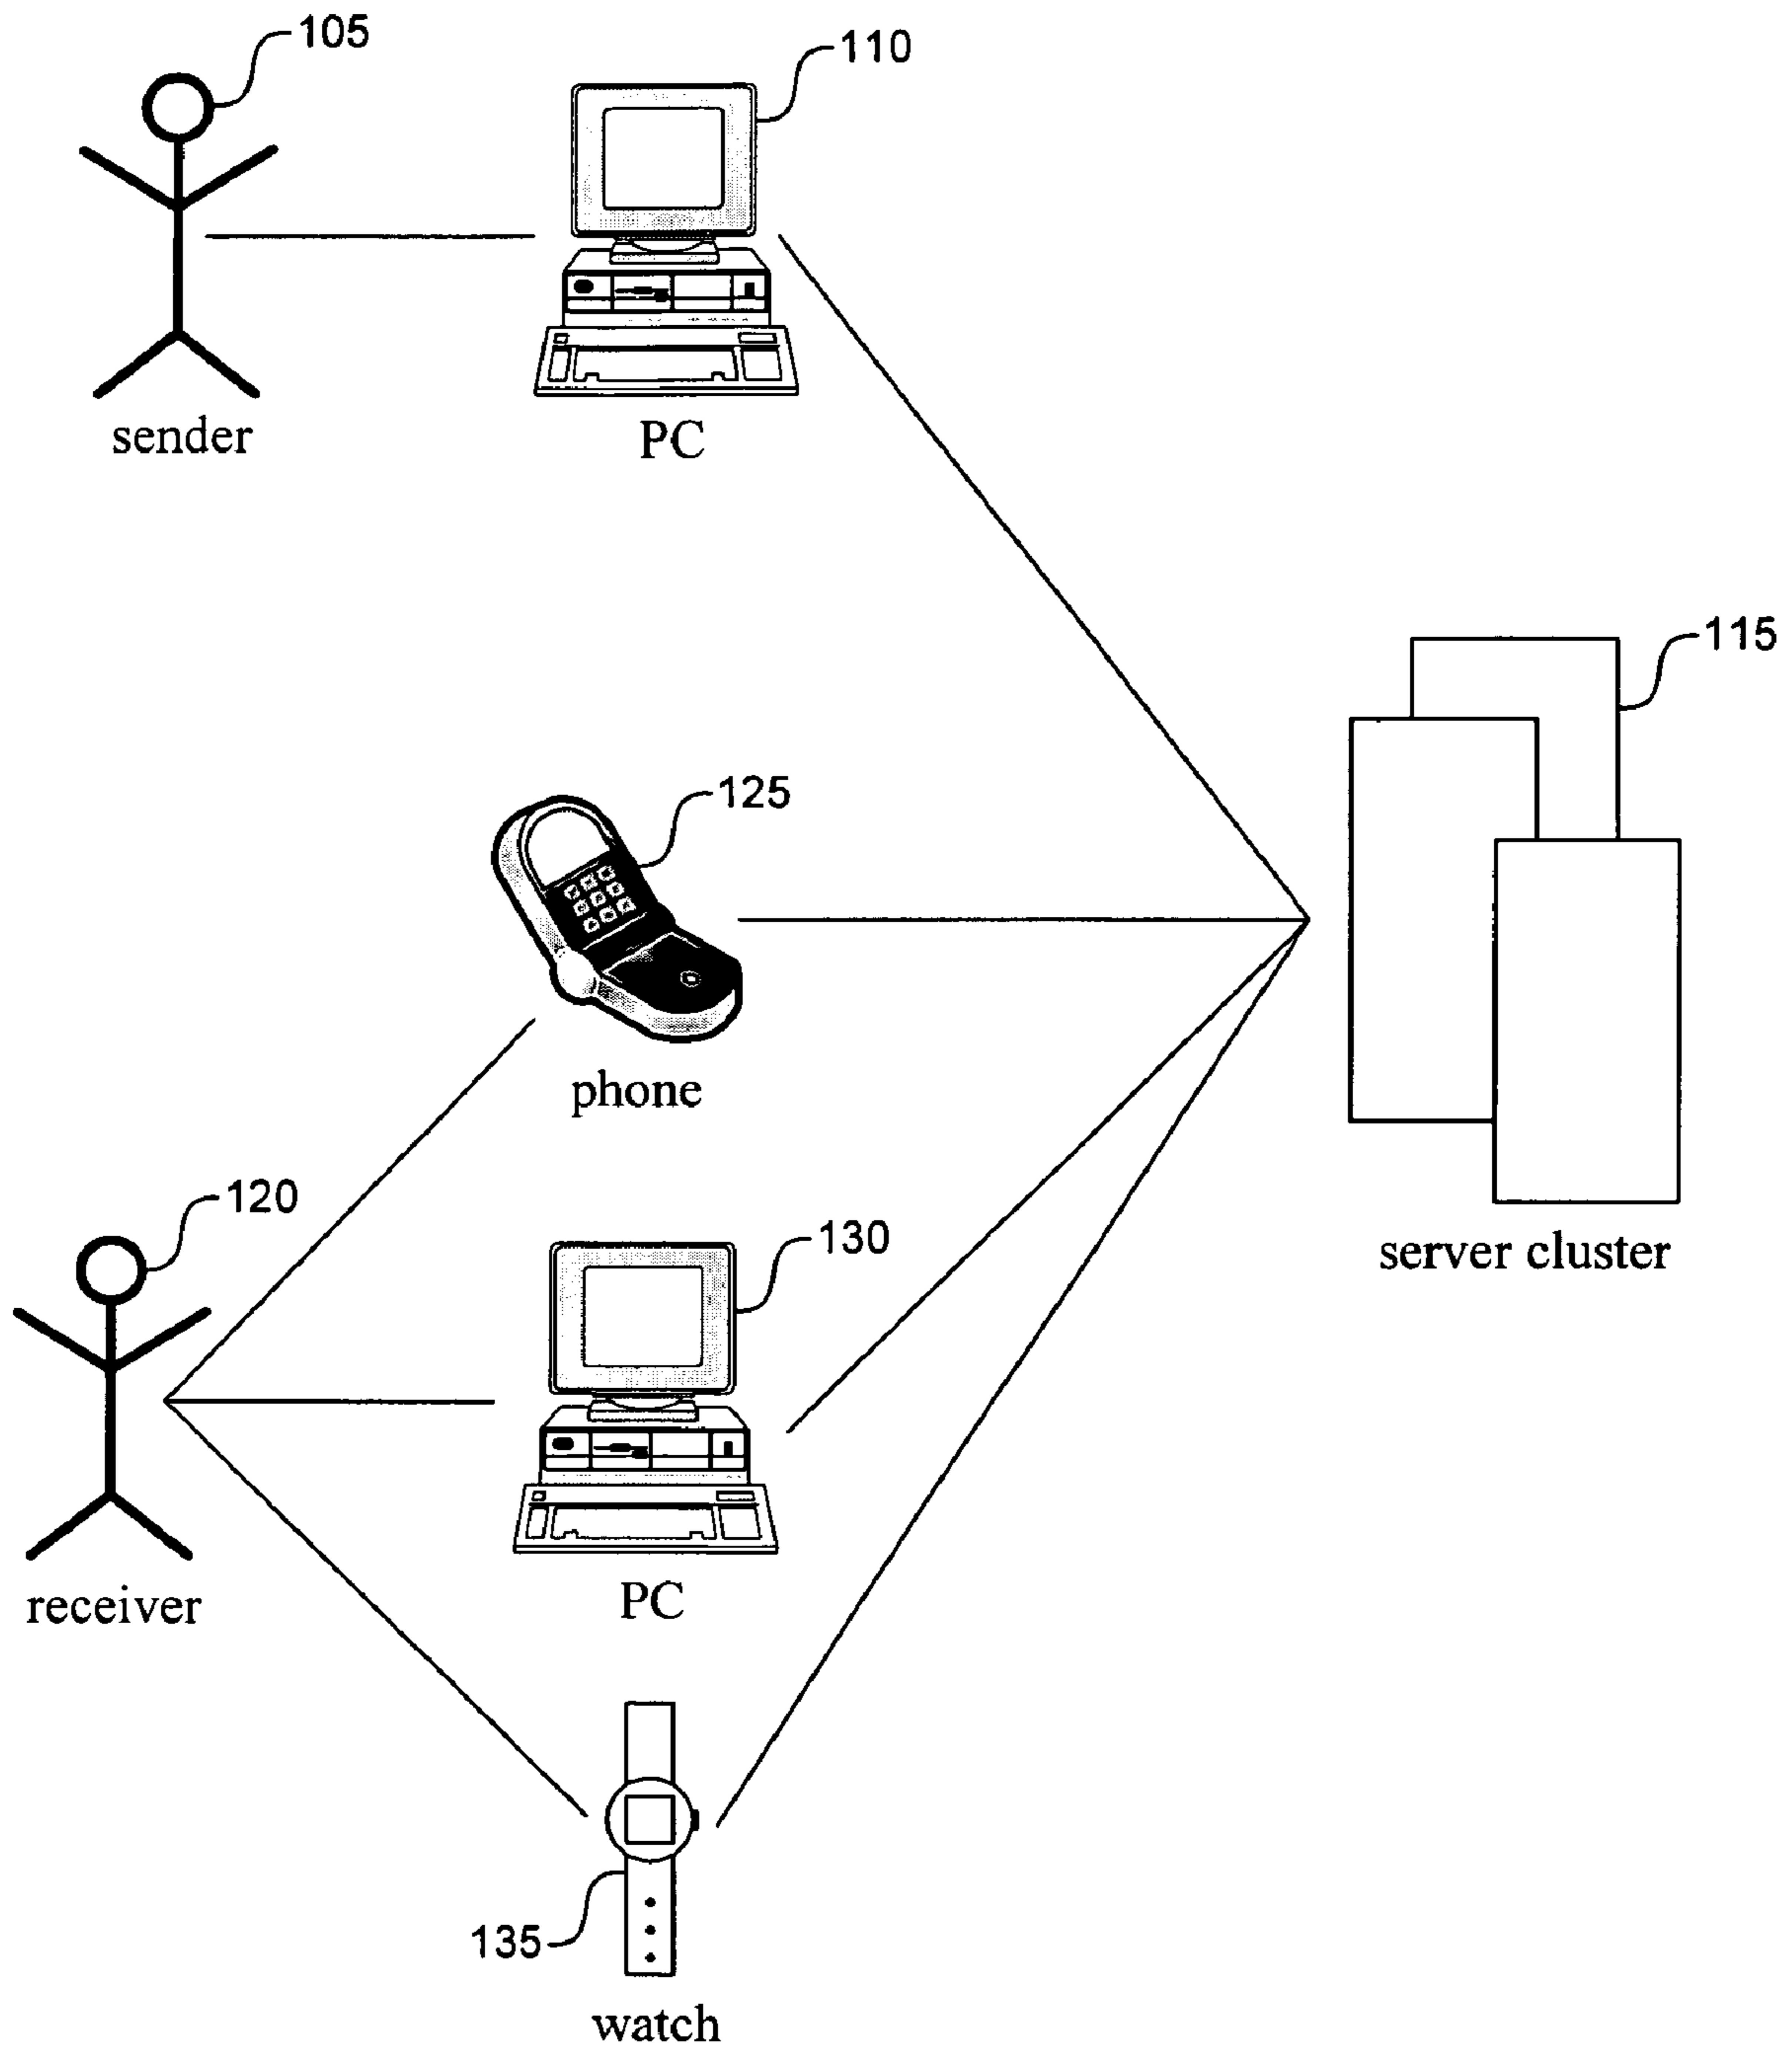 105
110
sender
PC
115
125
phone
120
130
server cluster
receiver
PC
135
watch